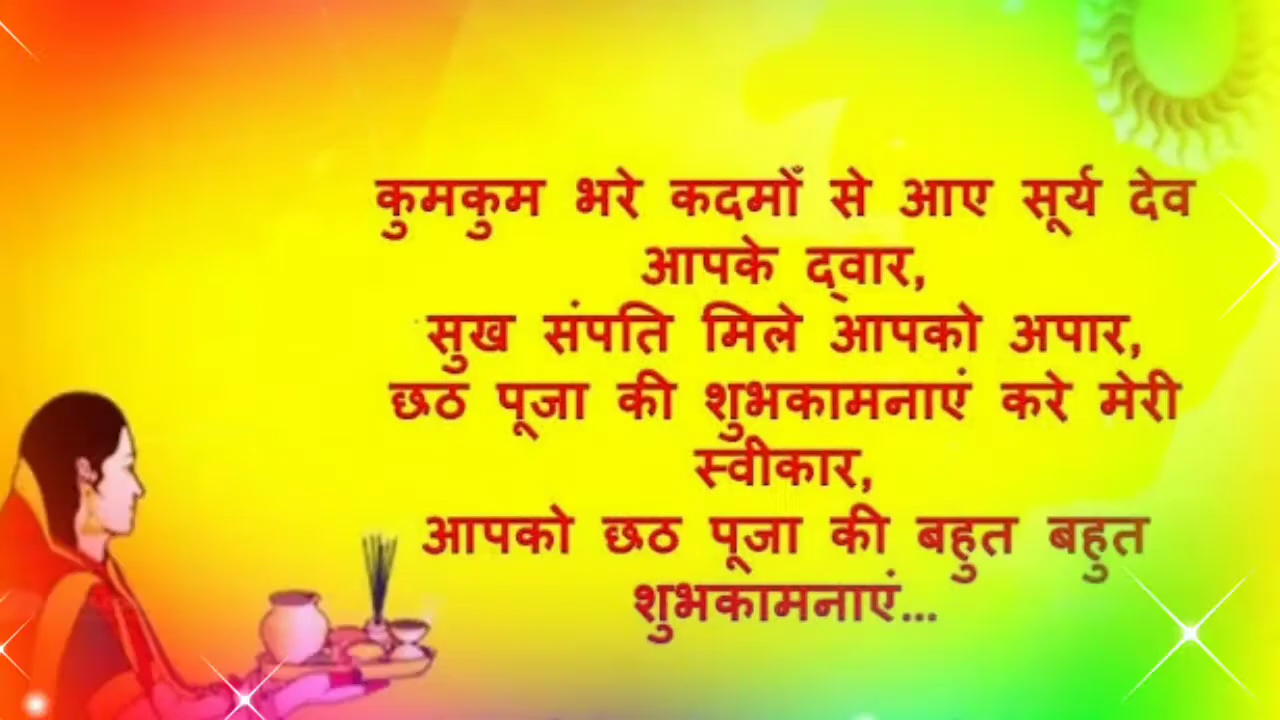 कुमकुम भरे कदमोँ से आए सूर्य देव
आपके द्वार,
सुख संपति मिले आपको अपार,
छठ पूजा की शुभकामनाएं करे मेरी
स्वीकार,
आपको छठ पूजा की बहुत बहुत
शुभकामनाएं...